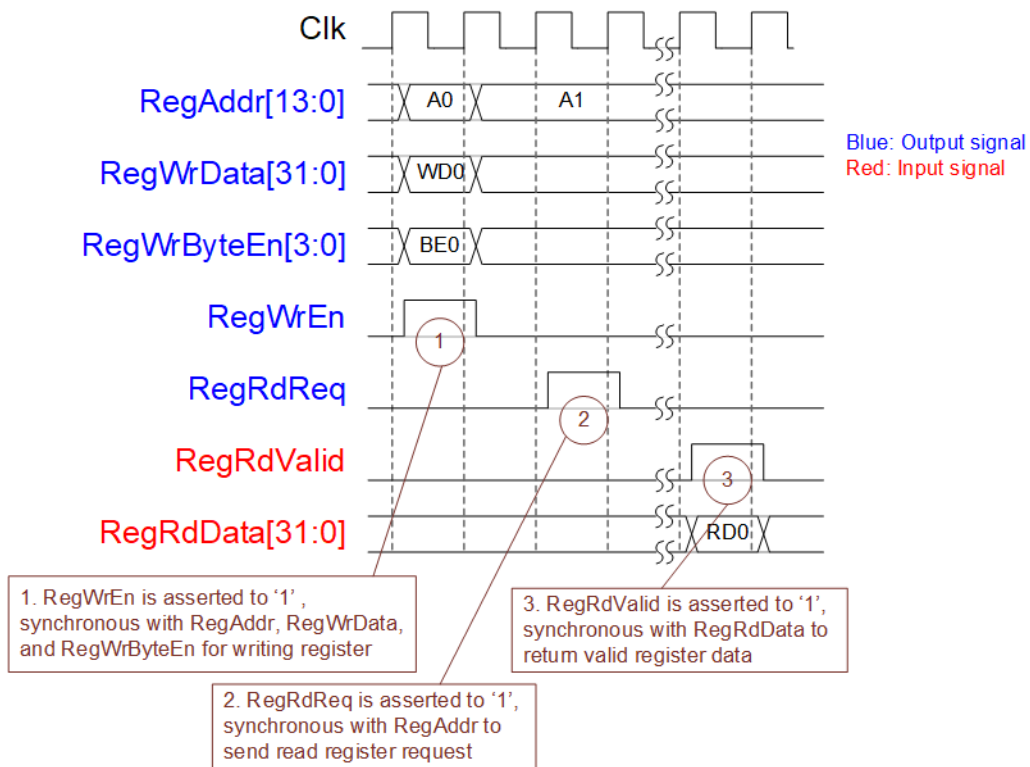 Clk
RegAddr[13:0]
A0
A1
RegWrData[31:0]
WD0
Blue: Output signal
Red: Input signal
RegWrByteEn[3:0]
BE0
RegWrEn
1
RegRdReq
2
RegRdValid
3
RegRdData[31:0]
RD0
1. RegWrEn is asserted to ‘1’ ,
synchronous with RegAddr, RegWrData,
and RegWrByteEn for writing register
3. RegRdValid is asserted to ‘1’,
synchronous with RegRdData to
return valid register data
2. RegRdReq is asserted to ‘1’,
synchronous with RegAddr to
send read register request